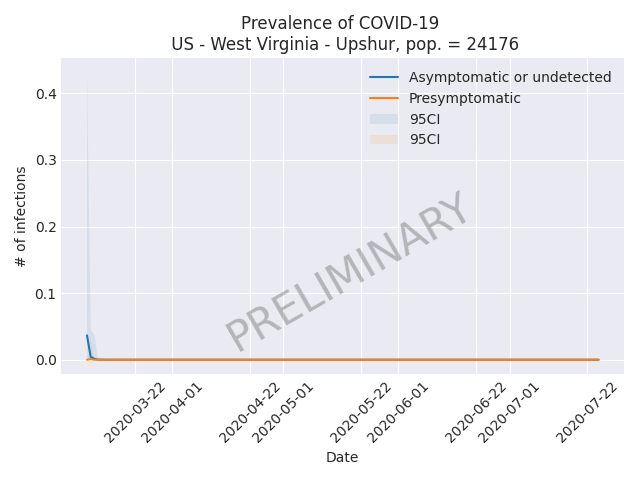 Prevalence of COVID-19
US - West Virginia - Upshur, pop. = 24176
Asymptomatic or undetected
Presymptomatic
95CI
95CI
0.4
0.3
0.2
0.1
0.0
# of infections
PRELIMINARY
2020-03-22
2020-04-01
2020-04-22
2020-05-01
2020-05-22
2020-06-01
2020-06-22
2020-07-01
2020-07-22
Date